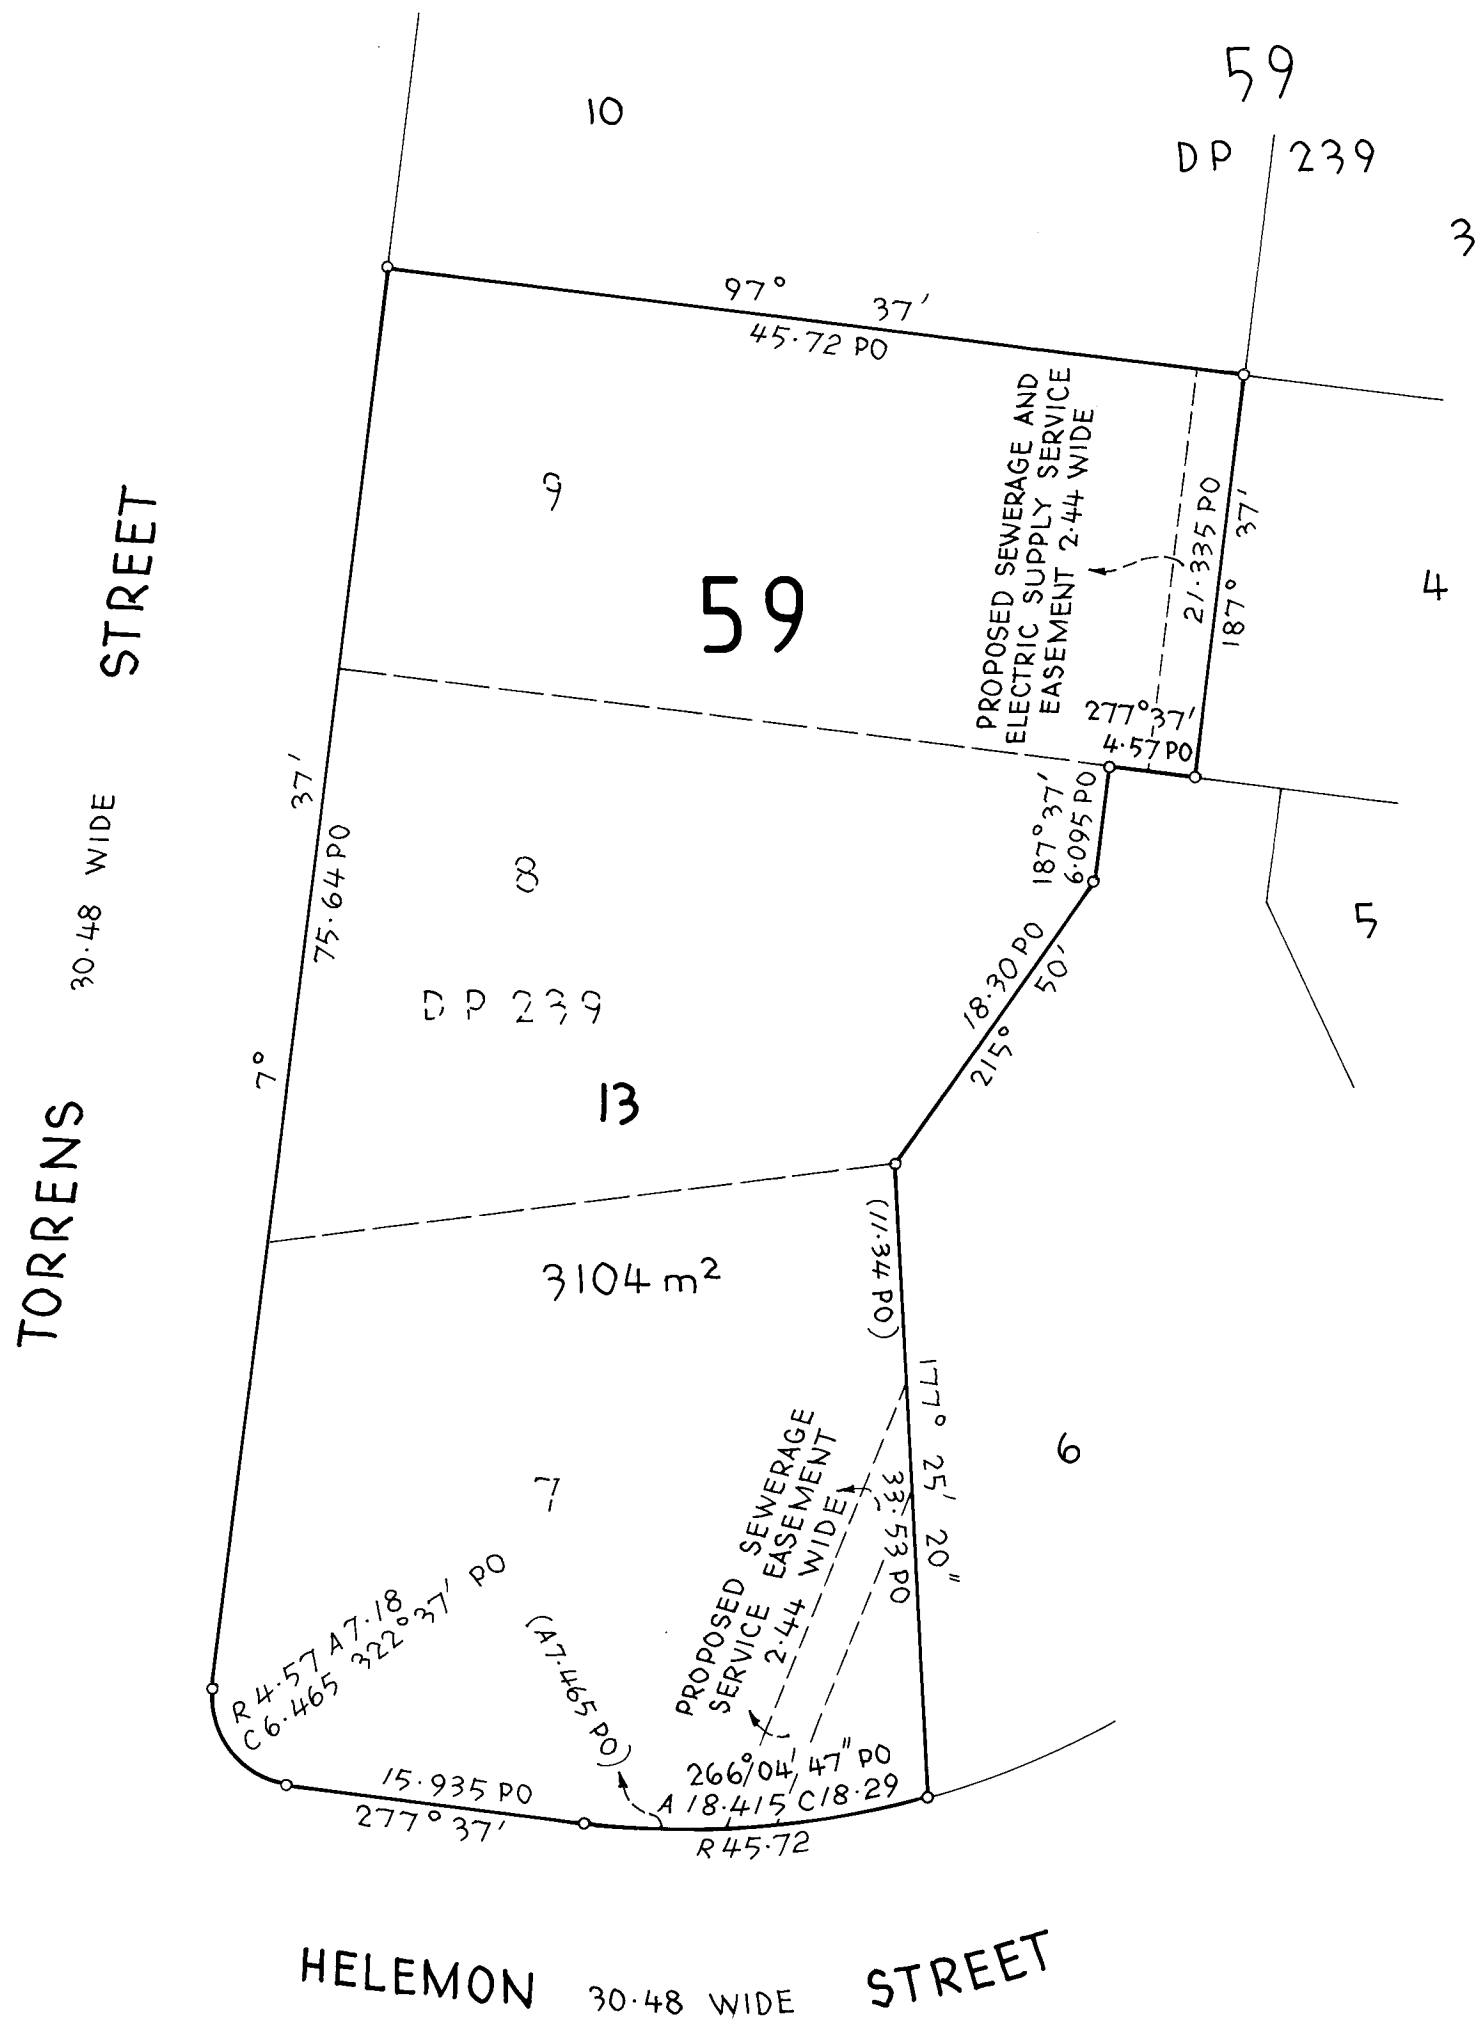 59
DP 239
10
3
97° 37'
45·72 PO
PROPOSED SEWERAGE AND
ELECTRIC SUPPLY SERVICE
EASEMENT 2·44 WIDE
21·335 PO
187° 37'
9
59
4
277°37'
4·57 PO
187°37'
6·095 PO
TORRENS STREET
30·48 WIDE
7° 37'
75·64 PO
8
5
18·30 PO
215° 50'
DP 239
13
(11·34 PO)
3104 m²
177° 25' 20"
33·53 PO
6
7
PROPOSED SEWERAGE
SERVICE EASEMENT
2·44 WIDE
R 4·57 A 7·18
C 6·465 322°37' PO
(A7·465 PO)
266°04' 47" PO
A 18·415 C18·29
R 45·72
15·935 PO
277°37'
HELEMON STREET
30·48 WIDE